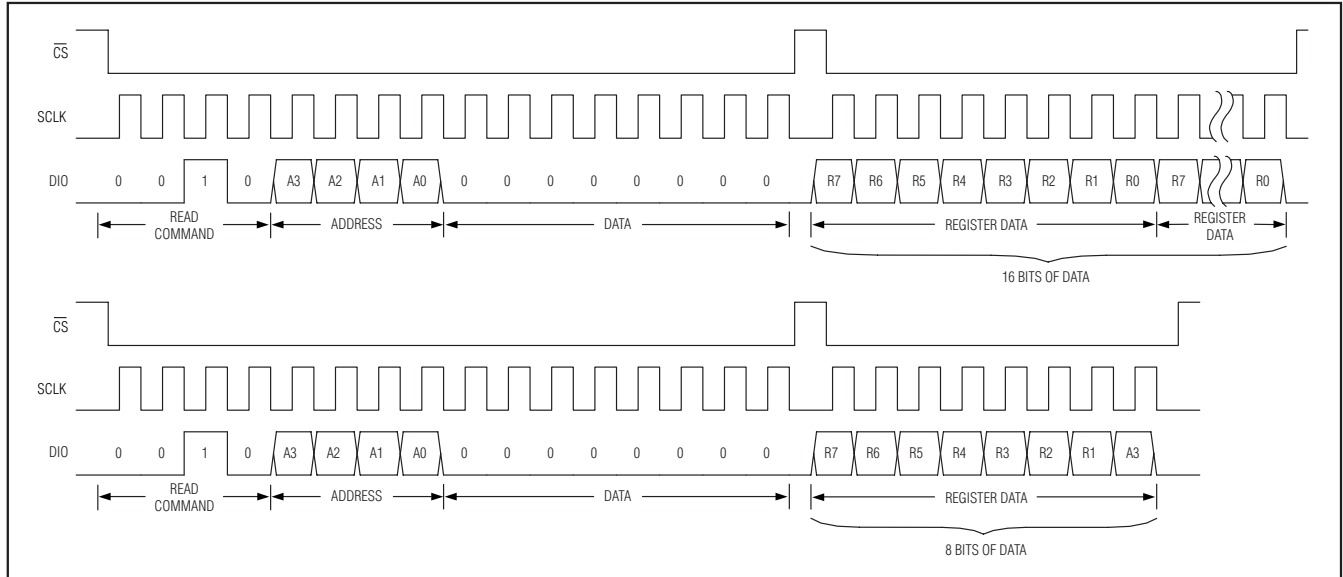 CS
SCLK
DIO 0 0 1 0 A3 A2 A1 A0 0 0 0 0 0 0 0 0 R7 R6 R5 R4 R3 R2 R1 R0 R7 R0
READ COMMAND ADDRESS DATA REGISTER DATA REGISTER DATA
16 BITS OF DATA
CS
SCLK
DIO 0 0 1 0 A3 A2 A1 A0 0 0 0 0 0 0 0 0 R7 R6 R5 R4 R3 R2 R1 A3
READ COMMAND ADDRESS DATA REGISTER DATA
8 BITS OF DATA